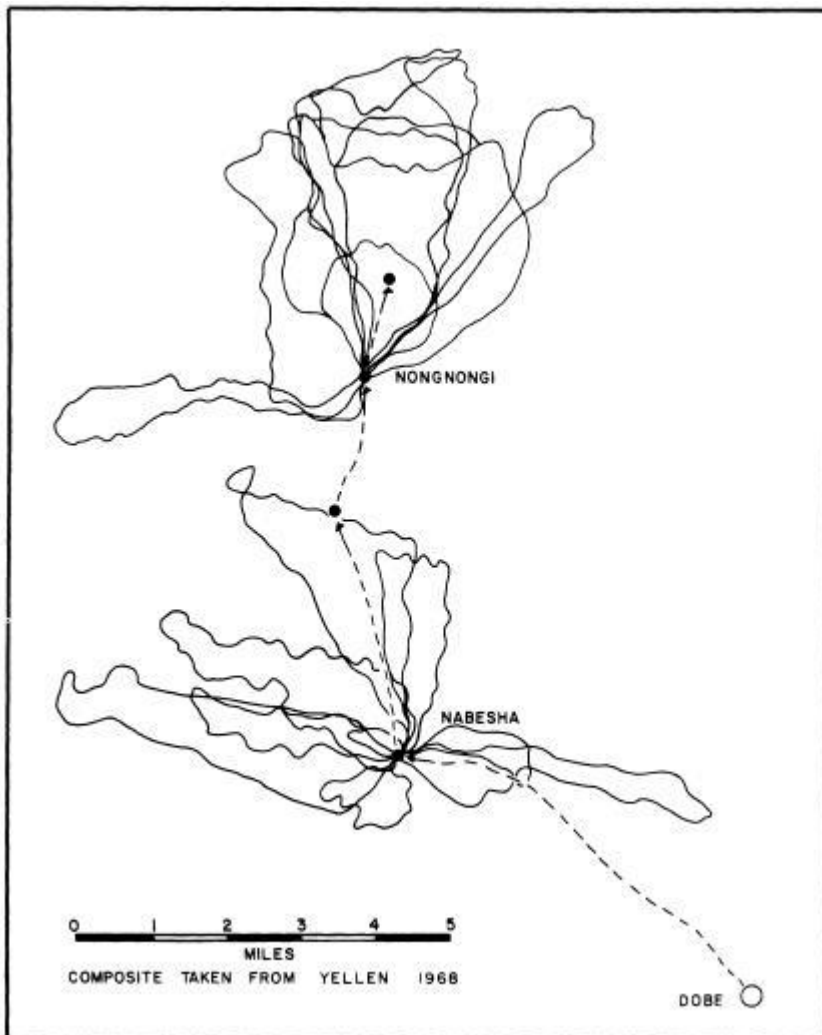 NONGNONGI
NABESHA
0 1 2 3 4 5
MILES
COMPOSITE TAKEN FROM YELLEN 1968
DOBE